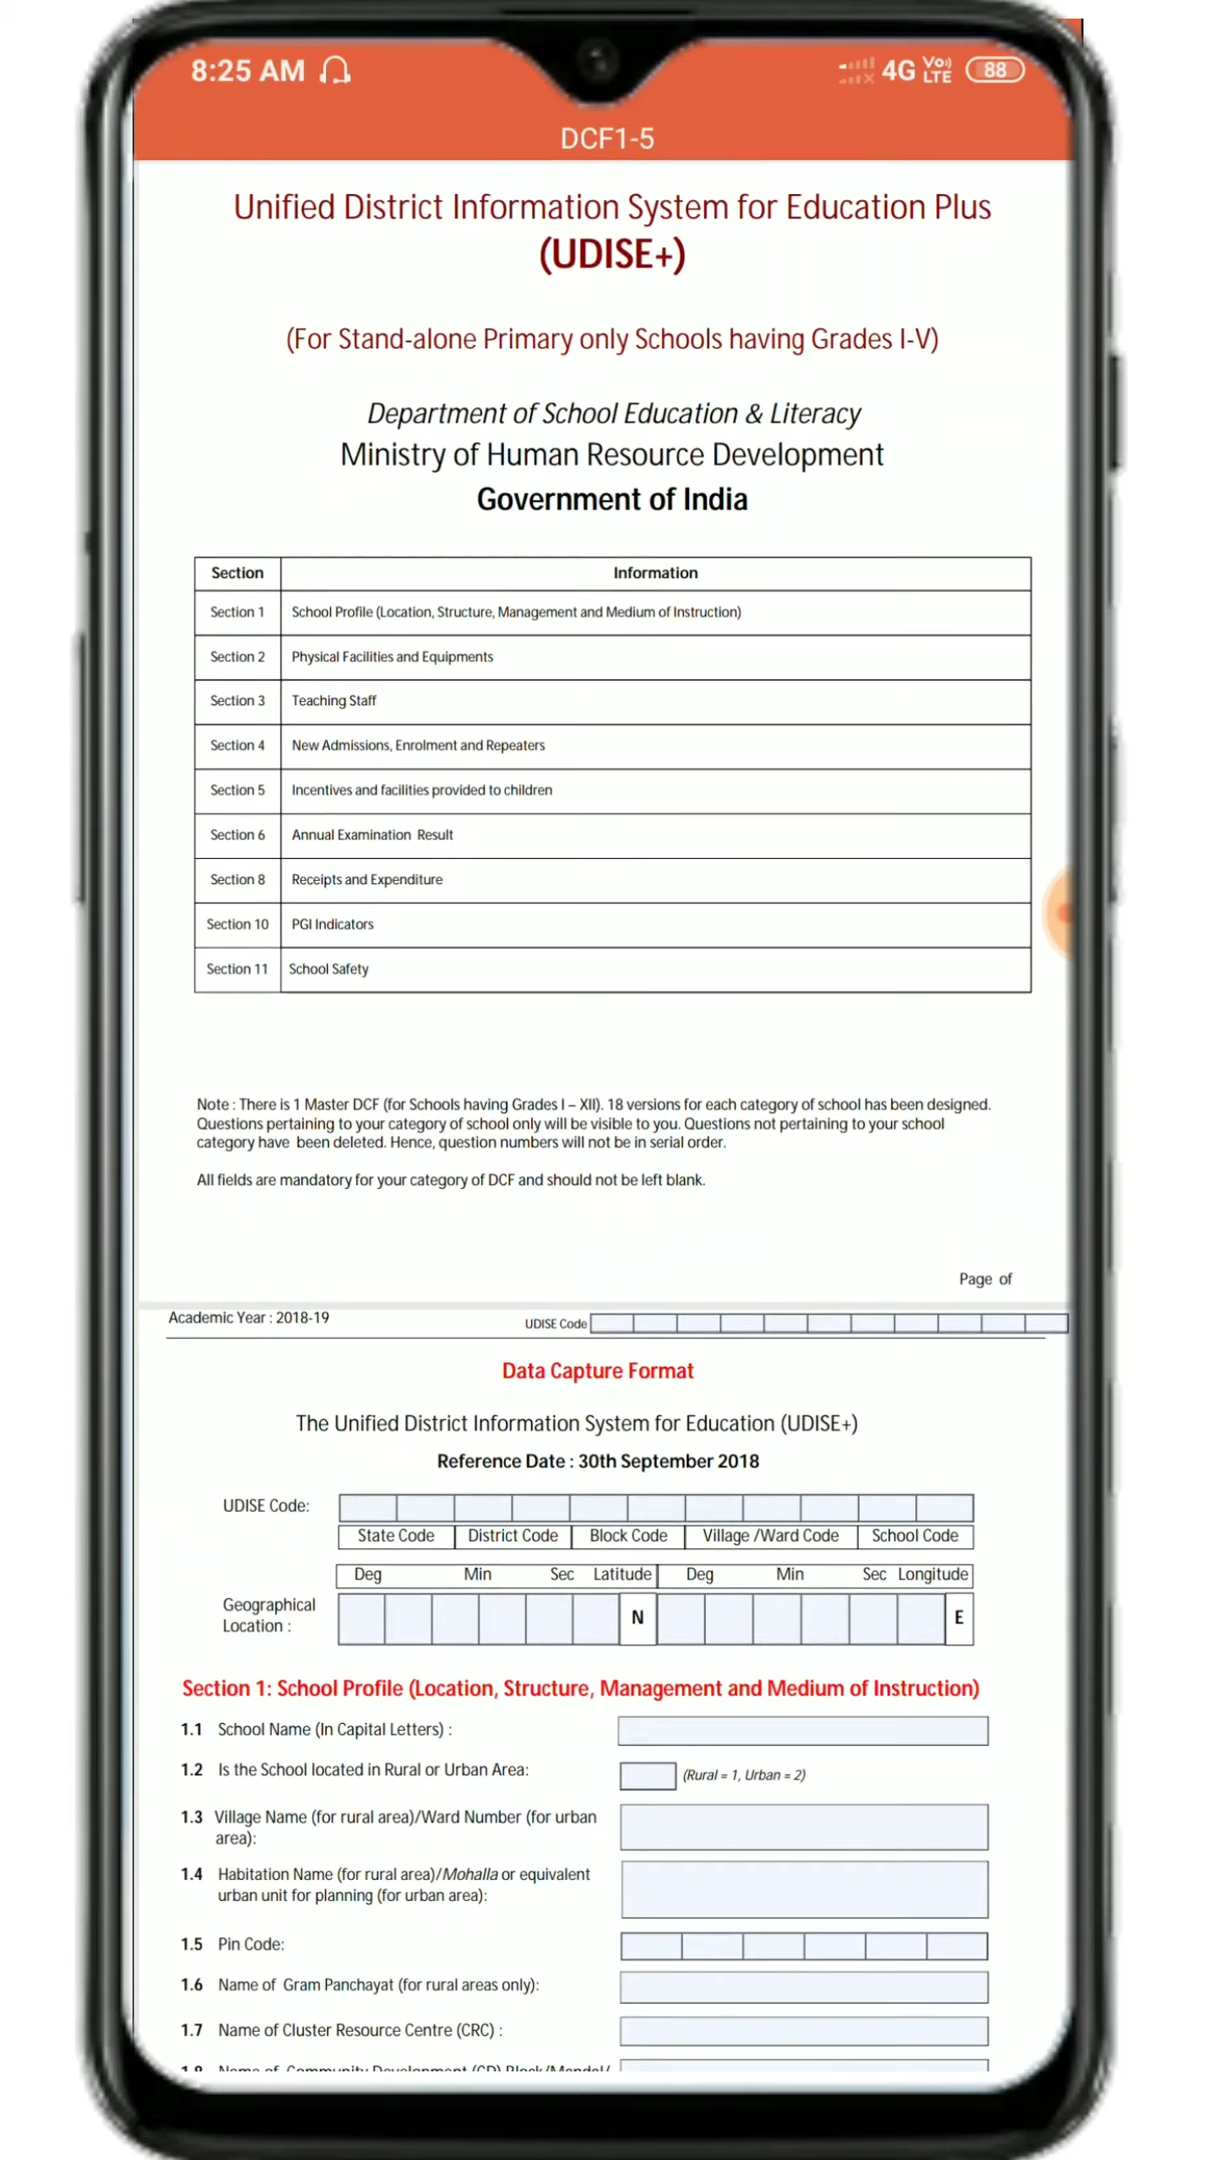 8:25 AM 4G Vo)) LTE 88
DCF1-5
Unified District Information System for Education Plus
(UDISE+)
(For Stand-alone Primary only Schools having Grades I-V)
Department of School Education & Literacy
Ministry of Human Resource Development
Government of India
Section Information
Section 1 School Profile (Location, Structure, Management and Medium of Instruction)
Section 2 Physical Facilities and Equipments
Section 3 Teaching Staff
Section 4 New Admissions, Enrolment and Repeaters
Section 5 Incentives and facilities provided to children
Section 6 Annual Examination Result
Section 8 Receipts and Expenditure
Section 10 PGI Indicators
Section 11 School Safety
Note : There is 1 Master DCF (for Schools having Grades I – XII). 18 versions for each category of school has been designed.
Questions pertaining to your category of school only will be visible to you. Questions not pertaining to your school
category have been deleted. Hence, question numbers will not be in serial order.
All fields are mandatory for your category of DCF and should not be left blank.
Page of
Academic Year : 2018-19 UDISE Code
Data Capture Format
The Unified District Information System for Education (UDISE+)
Reference Date : 30th September 2018
UDISE Code:
State Code District Code Block Code Village /Ward Code School Code
Deg Min Sec Latitude Deg Min Sec Longitude
Geographical
Location : N E
Section 1: School Profile (Location, Structure, Management and Medium of Instruction)
1.1 School Name (In Capital Letters) :
1.2 Is the School located in Rural or Urban Area: (Rural = 1, Urban = 2)
1.3 Village Name (for rural area)/Ward Number (for urban
area):
1.4 Habitation Name (for rural area)/Mohalla or equivalent
urban unit for planning (for urban area):
1.5 Pin Code:
1.6 Name of Gram Panchayat (for rural areas only):
1.7 Name of Cluster Resource Centre (CRC) :
Name of Community Development (CD) Block/Mandal/